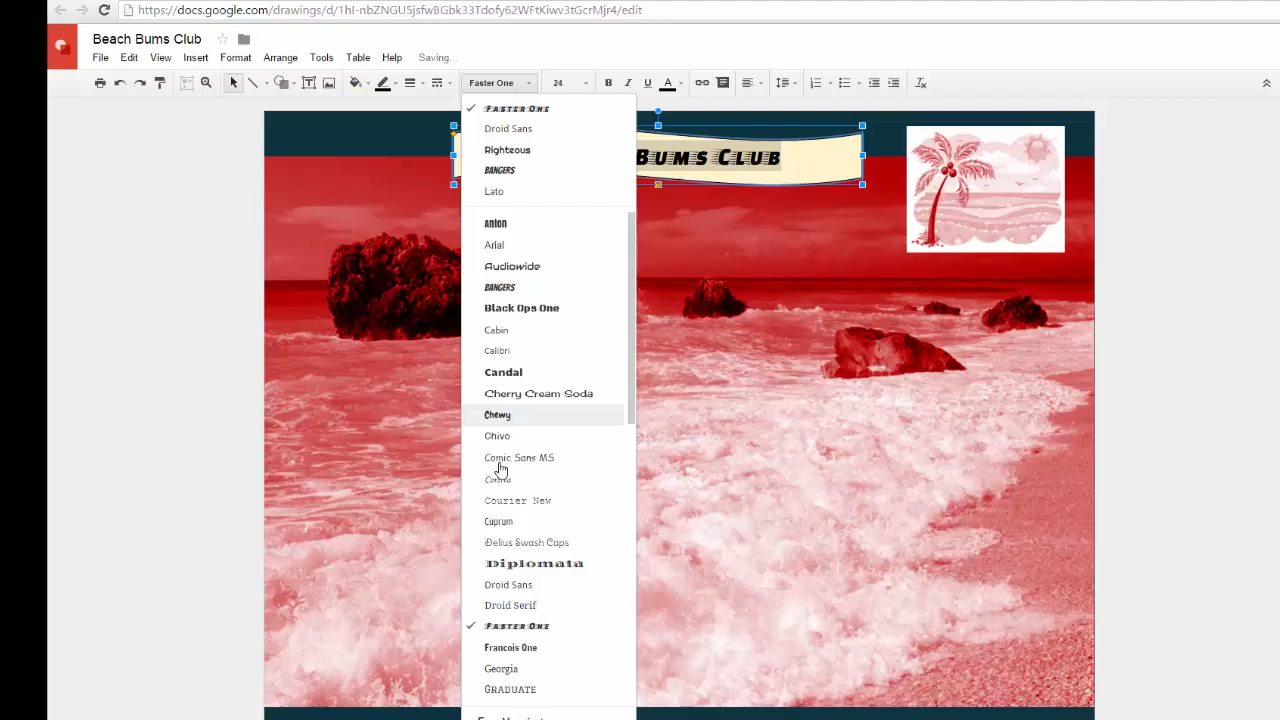 https://docs.google.com/drawings/d/1hI-nbZNGU5jsfwBGbk33Tdofy62WFtKiwv3tGcrMjr4/edit
Beach Bums Club
File Edit View Insert Format Arrange Tools Table Help Saving...
Faster One 24 B I U A
Faster One
Droid Sans
Righteous
BANGERS
Lato
Bums Club
Anton
Arial
Audiowide
BANGERS
Black Ops One
Cabin
Calibri
Candal
Cherry Cream Soda
Chewy
Chivo
Comic Sans MS
Corsiva
Courier New
Cuprum
Delius Swash Caps
Diplomata
Droid Sans
Droid Serif
Faster One
Francois One
Georgia
GRADUATE